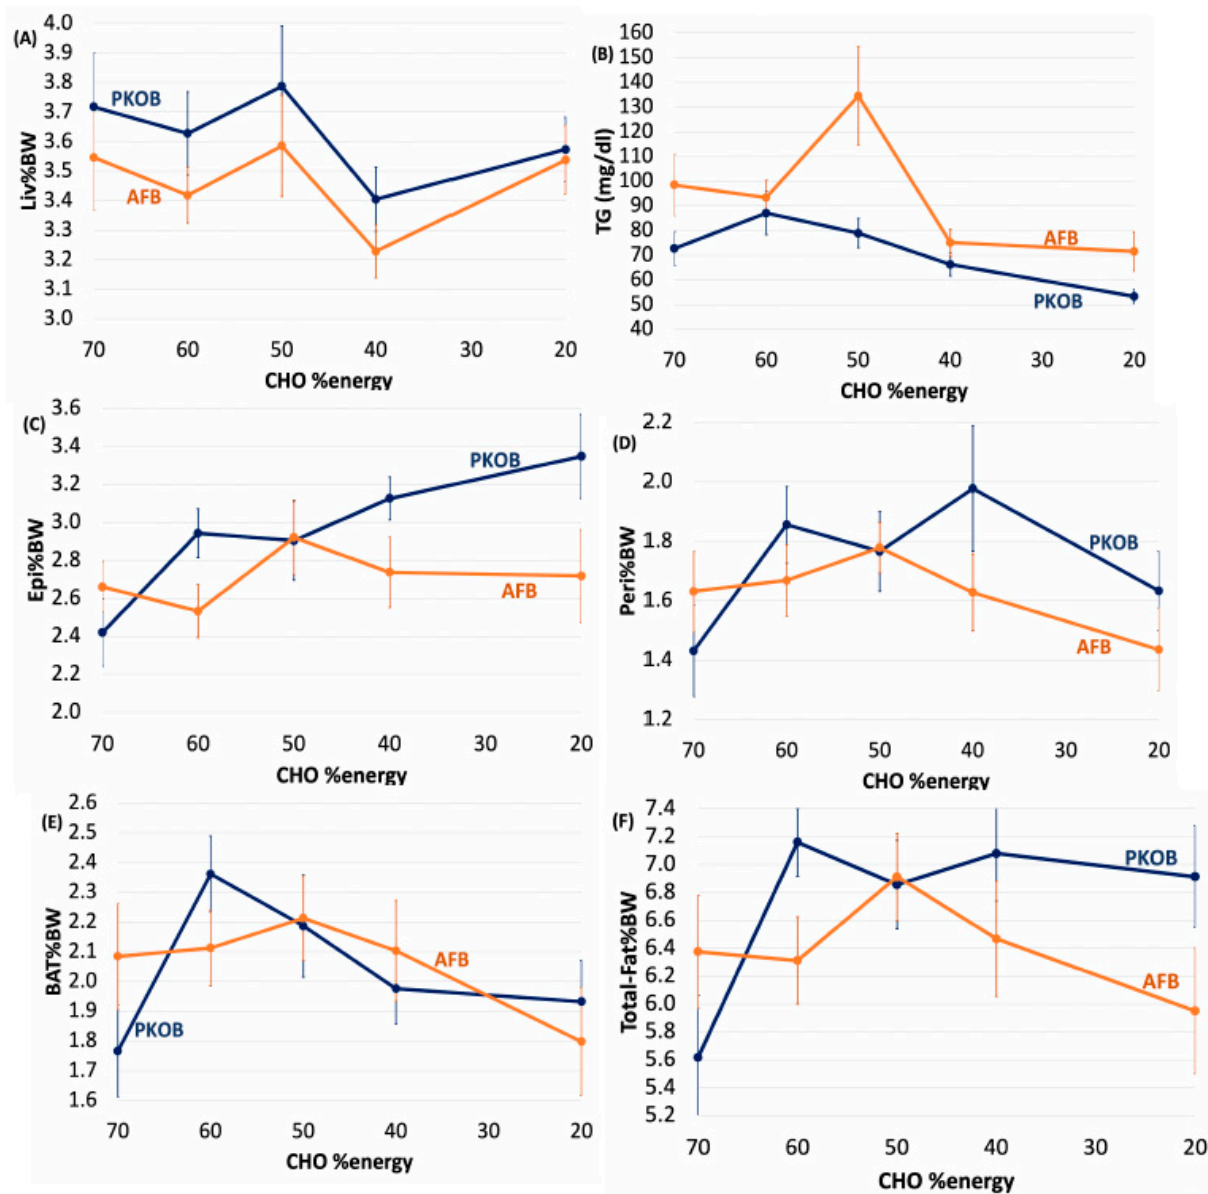 (A)
4.0
3.9
3.8
3.7
3.6
3.5
3.4
3.3
3.2
3.1
3.0
Liv%BW
PKOB
AFB
70 60 50 40 30 20
CHO %energy
(B)
160
150
140
130
120
110
100
90
80
70
60
50
40
TG (mg/dl)
AFB
PKOB
70 60 50 40 30 20
CHO %energy
(C)
3.6
3.4
3.2
3.0
2.8
2.6
2.4
2.2
2.0
Epi%BW
PKOB
AFB
70 60 50 40 30 20
CHO %energy
(D)
2.2
2.0
1.8
1.6
1.4
1.2
Peri%BW
PKOB
AFB
70 60 50 40 30 20
CHO %energy
(E)
2.6
2.5
2.4
2.3
2.2
2.1
2.0
1.9
1.8
1.7
1.6
BAT%BW
AFB
PKOB
70 60 50 40 30 20
CHO %energy
(F)
7.4
7.2
7.0
6.8
6.6
6.4
6.2
6.0
5.8
5.6
5.4
5.2
Total-Fat%BW
PKOB
AFB
70 60 50 40 30 20
CHO %energy